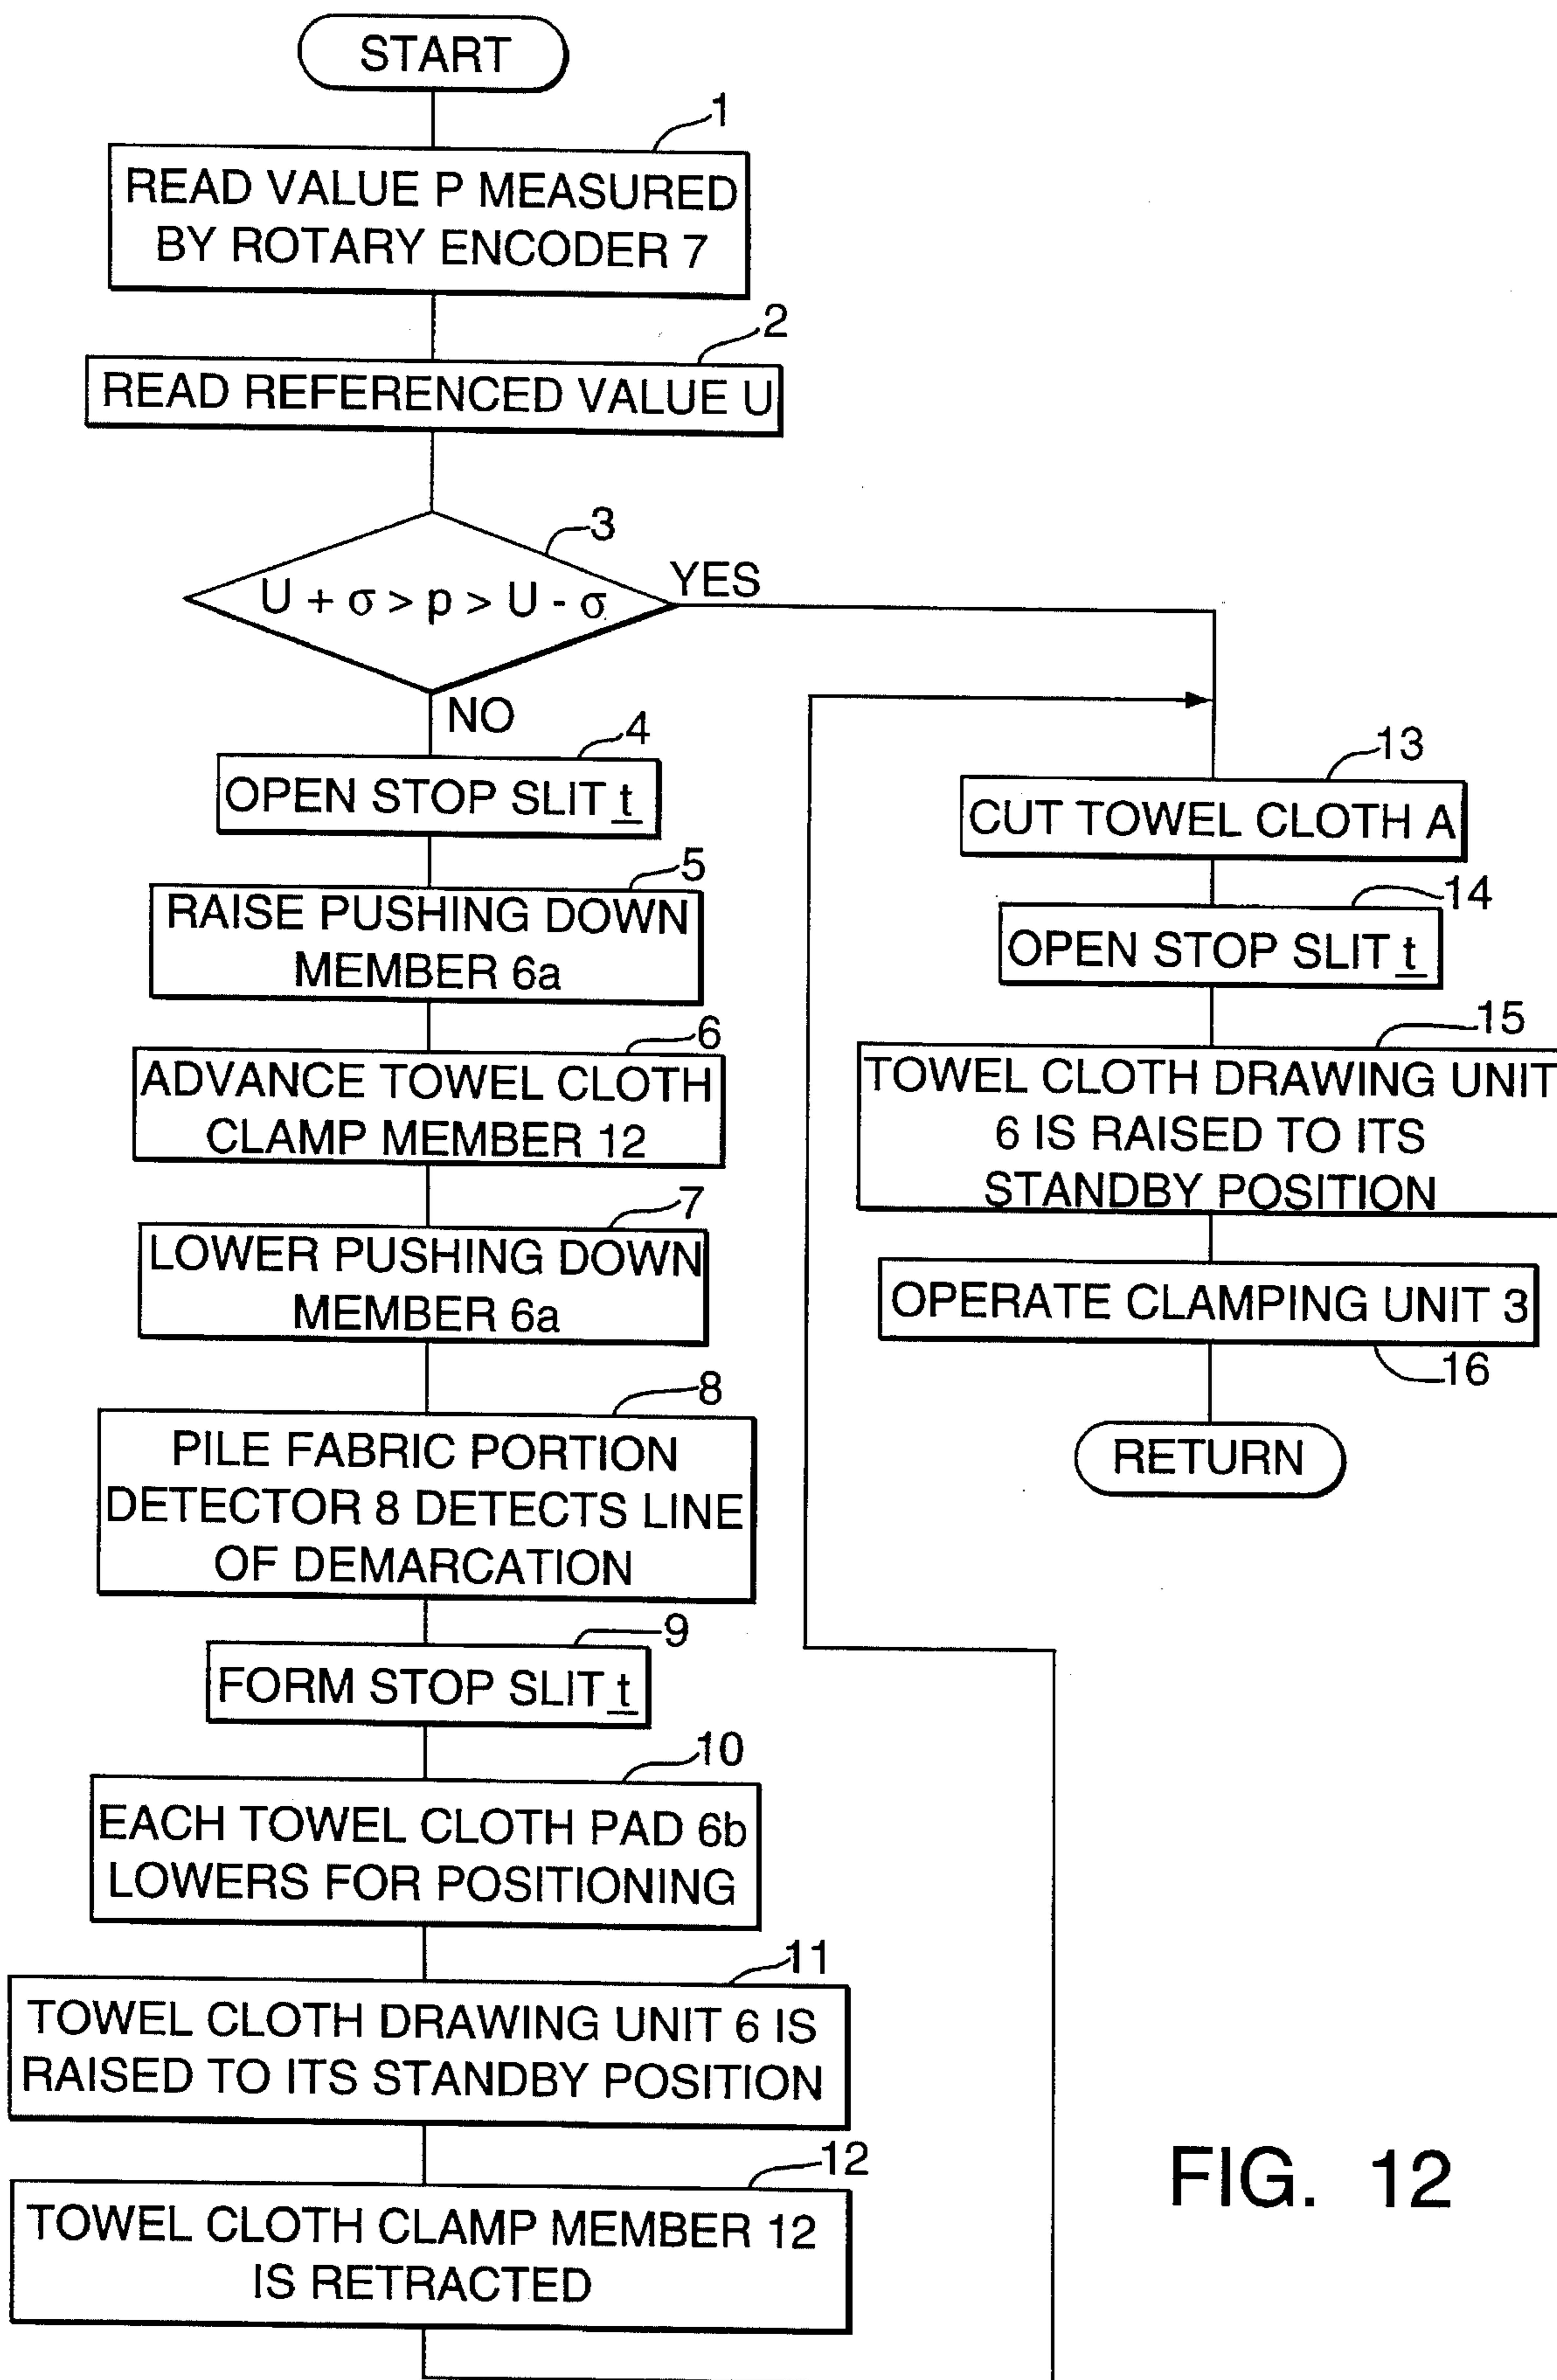 START
1
READ VALUE P MEASURED
BY ROTARY ENCODER 7
2
READ REFERENCED VALUE U
3
U + σ > p > U - σ
YES
NO
4
OPEN STOP SLIT t
5
RAISE PUSHING DOWN
MEMBER 6a
6
ADVANCE TOWEL CLOTH
CLAMP MEMBER 12
7
LOWER PUSHING DOWN
MEMBER 6a
8
PILE FABRIC PORTION
DETECTOR 8 DETECTS LINE
OF DEMARCATION
9
FORM STOP SLIT t
10
EACH TOWEL CLOTH PAD 6b
LOWERS FOR POSITIONING
11
TOWEL CLOTH DRAWING UNIT 6 IS
RAISED TO ITS STANDBY POSITION
12
TOWEL CLOTH CLAMP MEMBER 12
IS RETRACTED
13
CUT TOWEL CLOTH A
14
OPEN STOP SLIT t
15
TOWEL CLOTH DRAWING UNIT
6 IS RAISED TO ITS
STANDBY POSITION
OPERATE CLAMPING UNIT 3
16
RETURN
FIG. 12